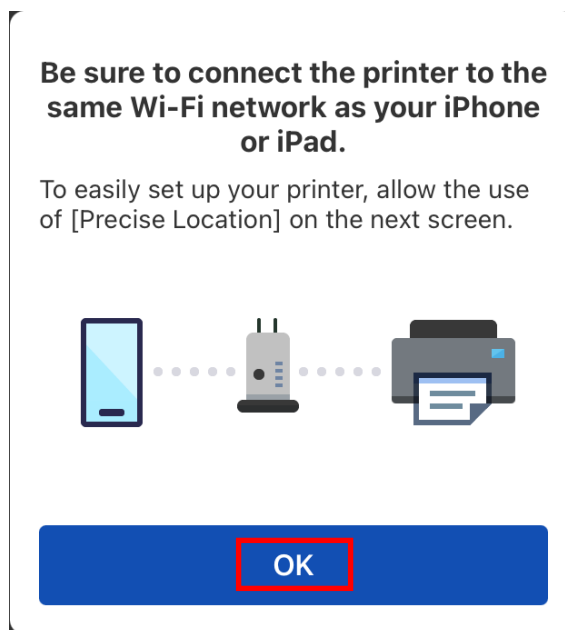 Be sure to connect the printer to the
same Wi-Fi network as your iPhone
or iPad.
To easily set up your printer, allow the use
of [Precise Location] on the next screen.
OK